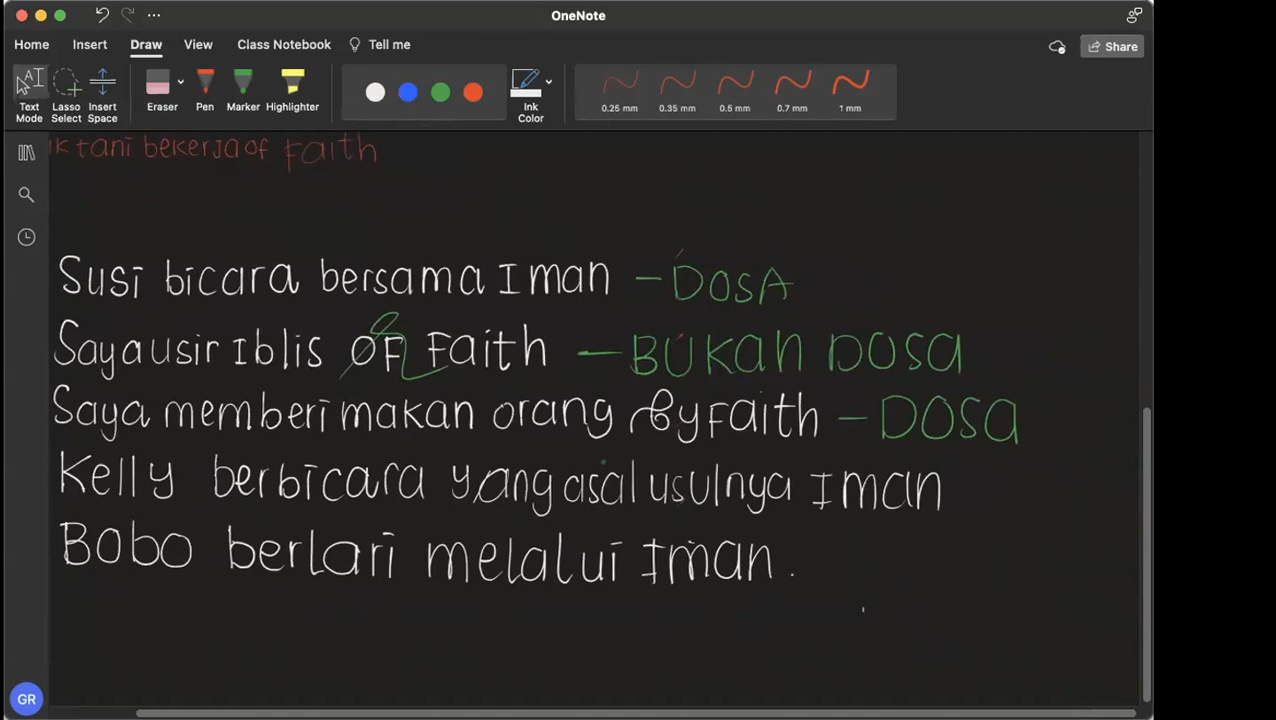 OneNote
Home Insert Draw View Class Notebook Tell me
Share
Text Mode
Lasso Select
Insert Space
Eraser
Pen
Marker
Highlighter
Ink Color
0.25 mm 0.35 mm 0.5 mm 0.7 mm 1 mm
tani bekerja of Faith
Susi bicara bersama Iman – DOSA
Saya usir Iblis OF Faith – BUKAN DOSA
Saya memberi makan orang By Faith – DOSA
Kelly berbicara yang asal usulnya Iman
Bobo berlari melalui Iman.
GR